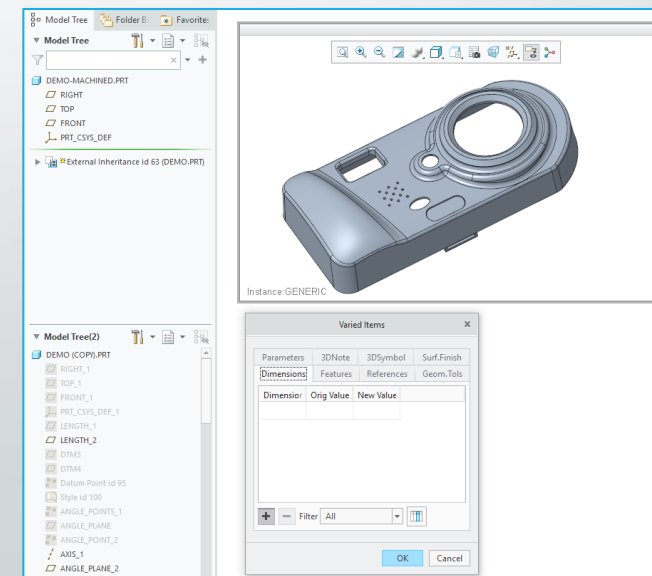 Model Tree Folder B Favorites
Model Tree
DEMO-MACHINED.PRT
RIGHT
TOP
FRONT
PRT_CSYS_DEF
External Inheritance id 63 (DEMO.PRT)
Instance:GENERIC
Model Tree(2)
DEMO (COPY).PRT
RIGHT_1
TOP_1
FRONT_1
PRT_CSYS_DEF_1
LENGTH_1
LENGTH_2
DTM3
DTM4
Datum Point id 95
Style id 100
ANGLE_POINTS_1
ANGLE_PLANE
ANGLE_POINT_2
AXIS_1
ANGLE_PLANE_2
Varied Items x
Parameters 3DNote 3DSymbol Surf.Finish
Dimensions Features References Geom.Tols
Dimension Orig Value New Value
Filter All
OK Cancel